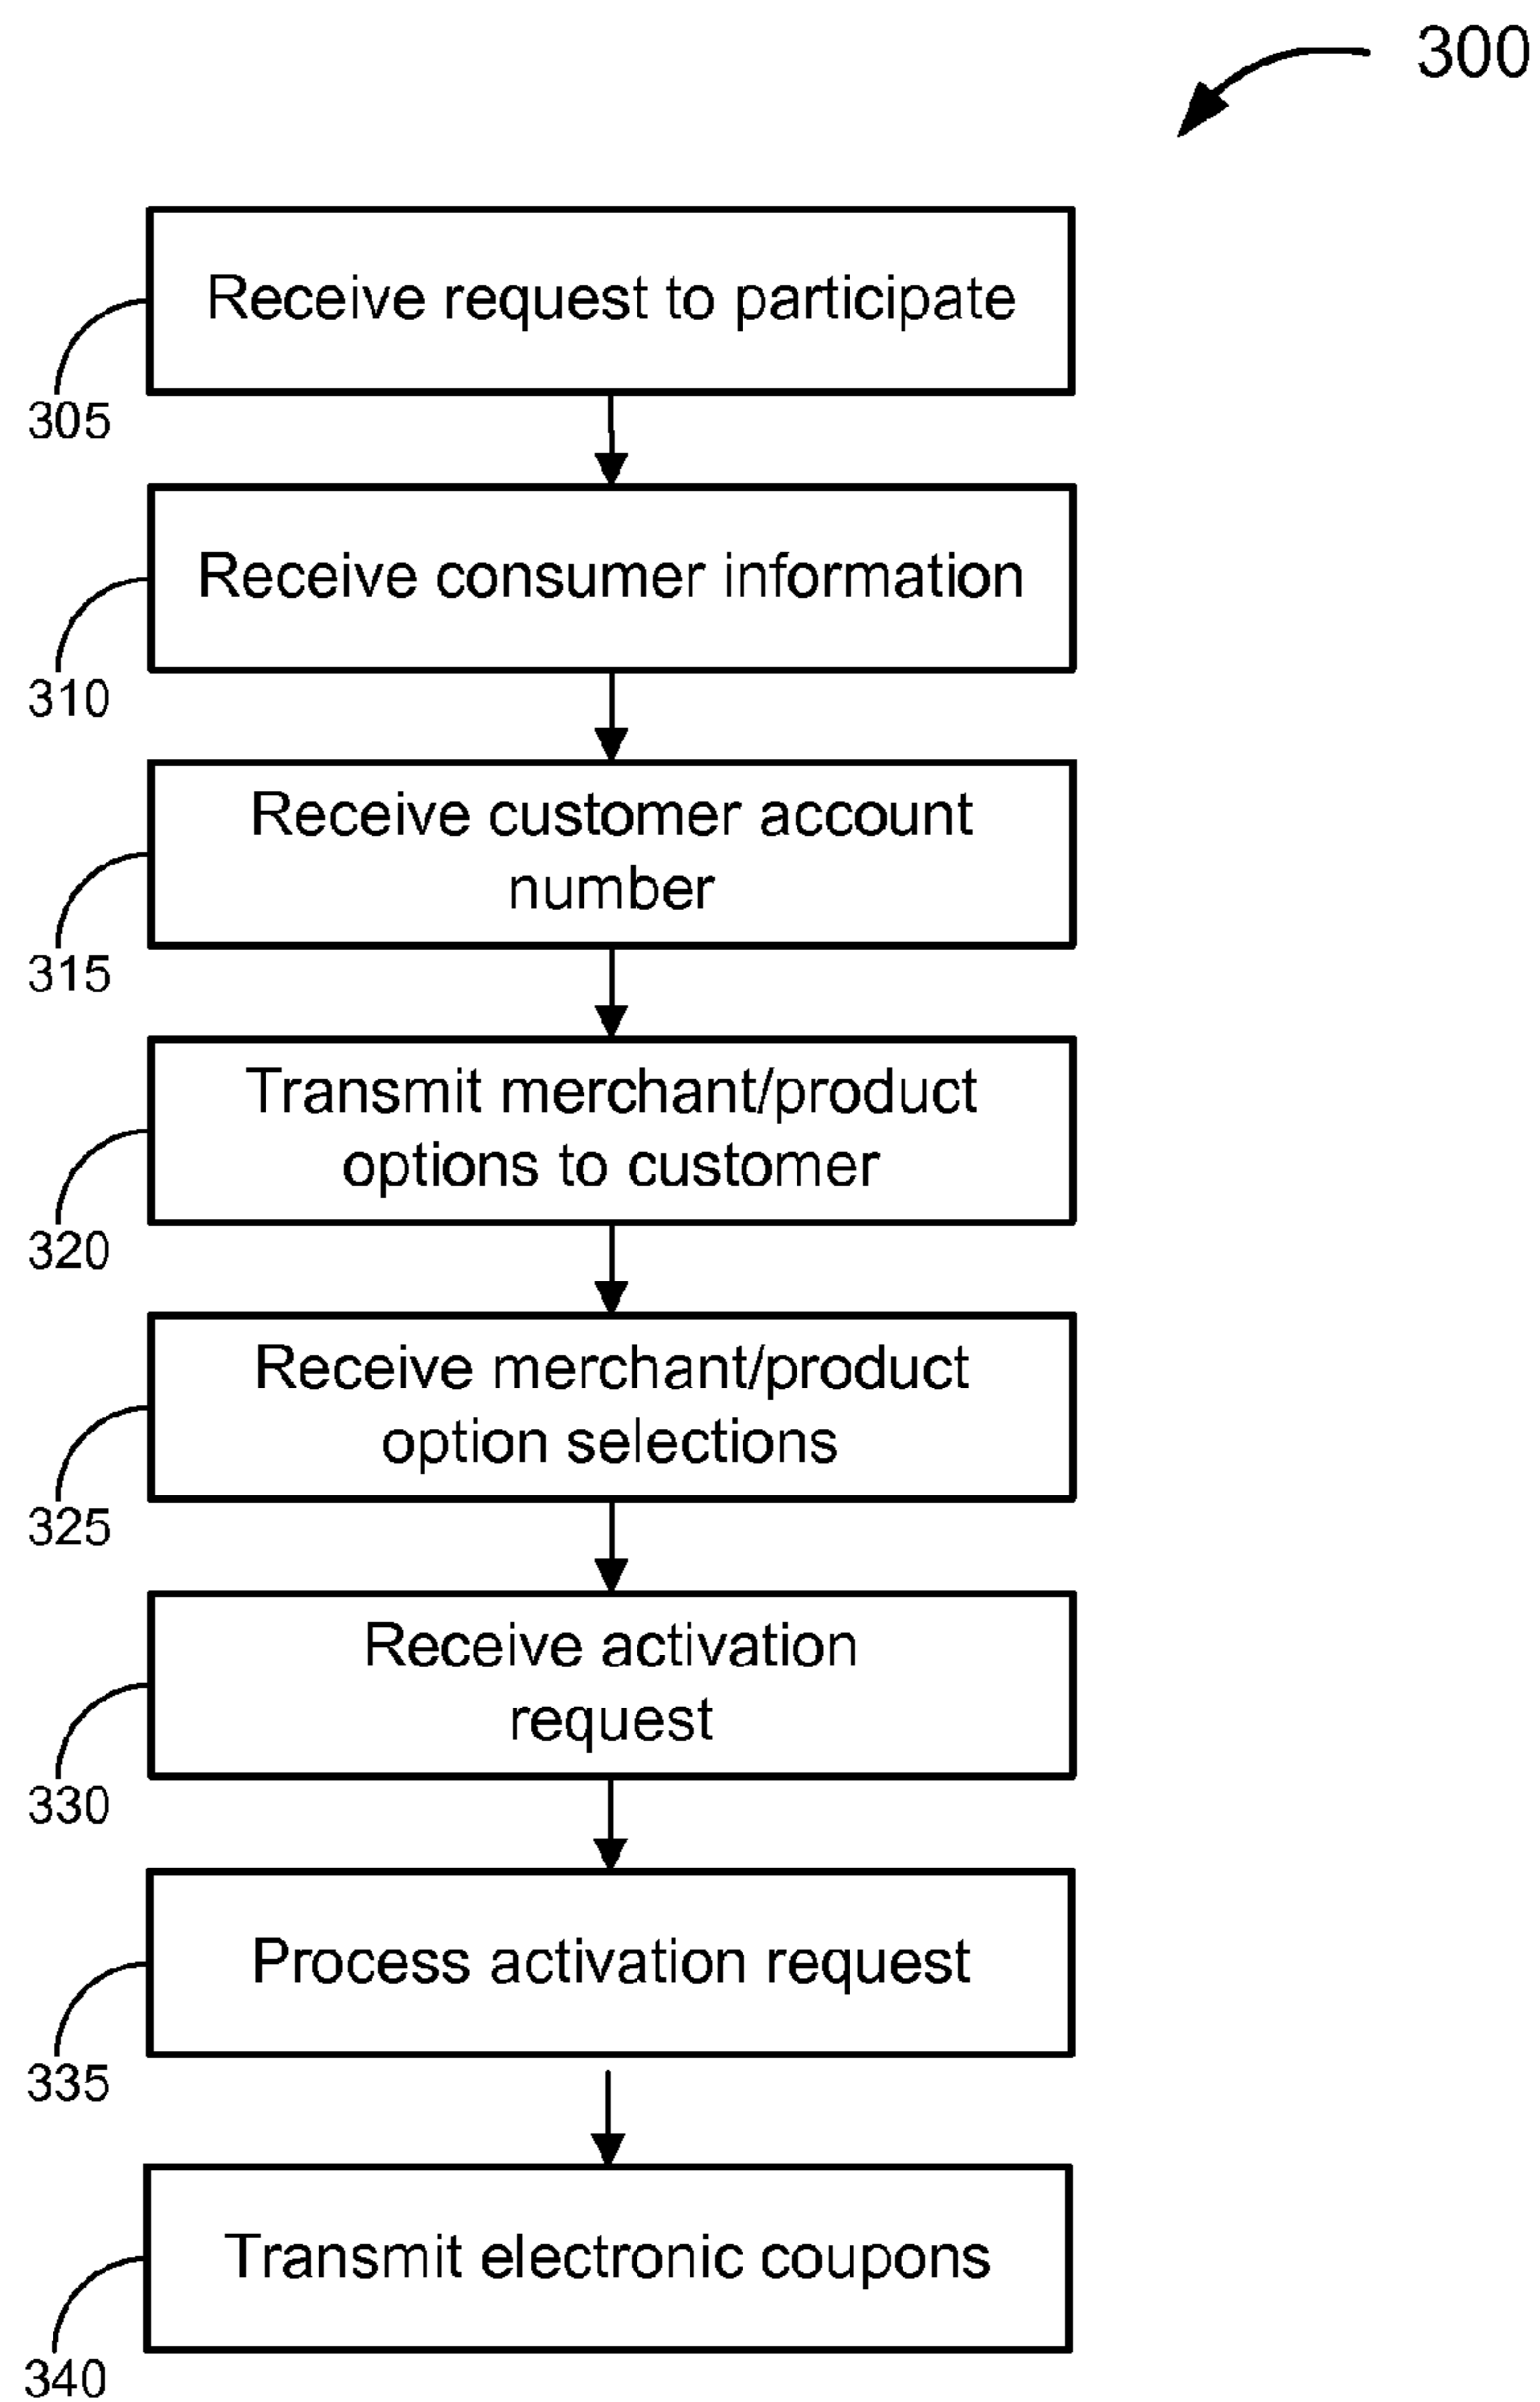 300
Receive request to participate
305
Receive consumer information
310
Receive customer account
number
315
Transmit merchant/product
options to customer
320
Receive merchant/product
option selections
325
Receive activation
request
330
Process activation request
335
Transmit electronic coupons
340